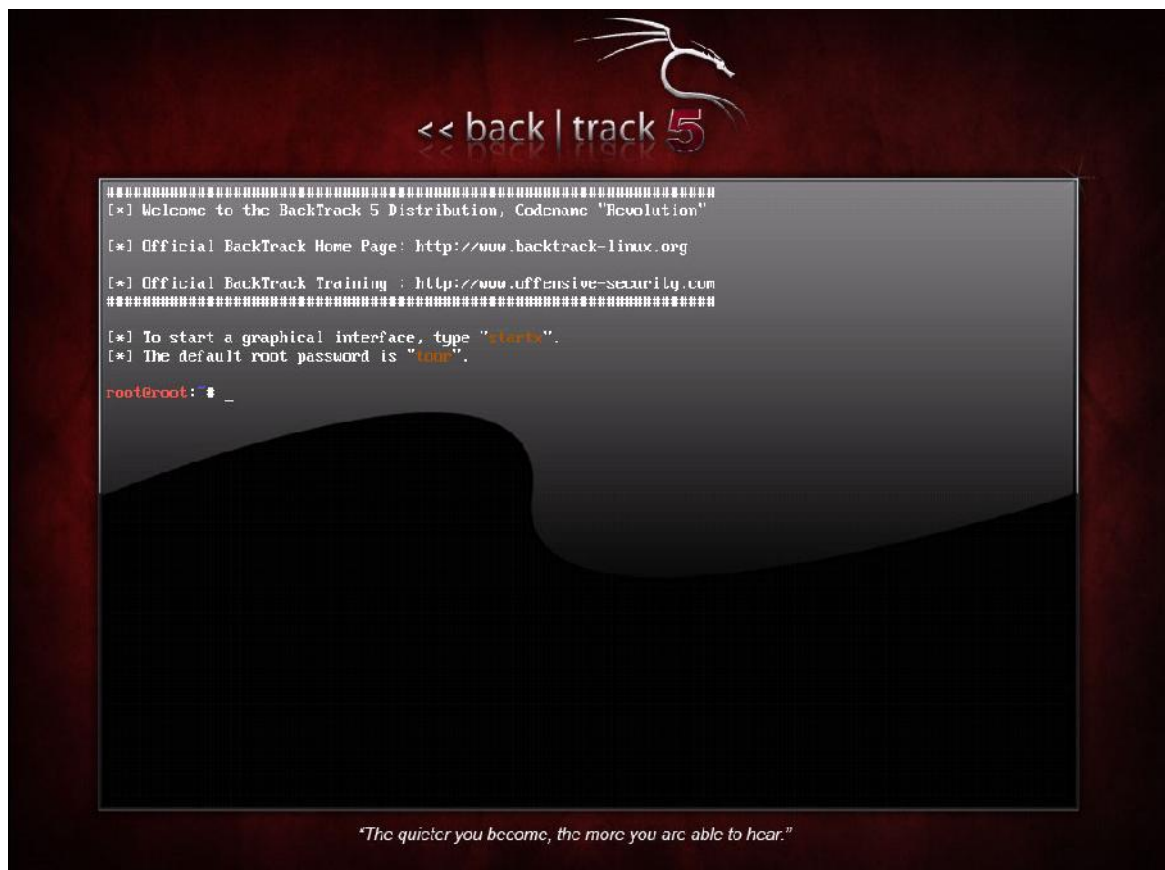 << back | track 5
####################################################################
[*] Welcome to the BackTrack 5 Distribution, Codename "Revolution"
[*] Official BackTrack Home Page: http://www.backtrack-linux.org
[*] Official BackTrack Training : http://www.offensive-security.com
####################################################################
[*] To start a graphical interface, type "startx".
[*] The default root password is "toor".
root@root:~# _
"The quieter you become, the more you are able to hear."